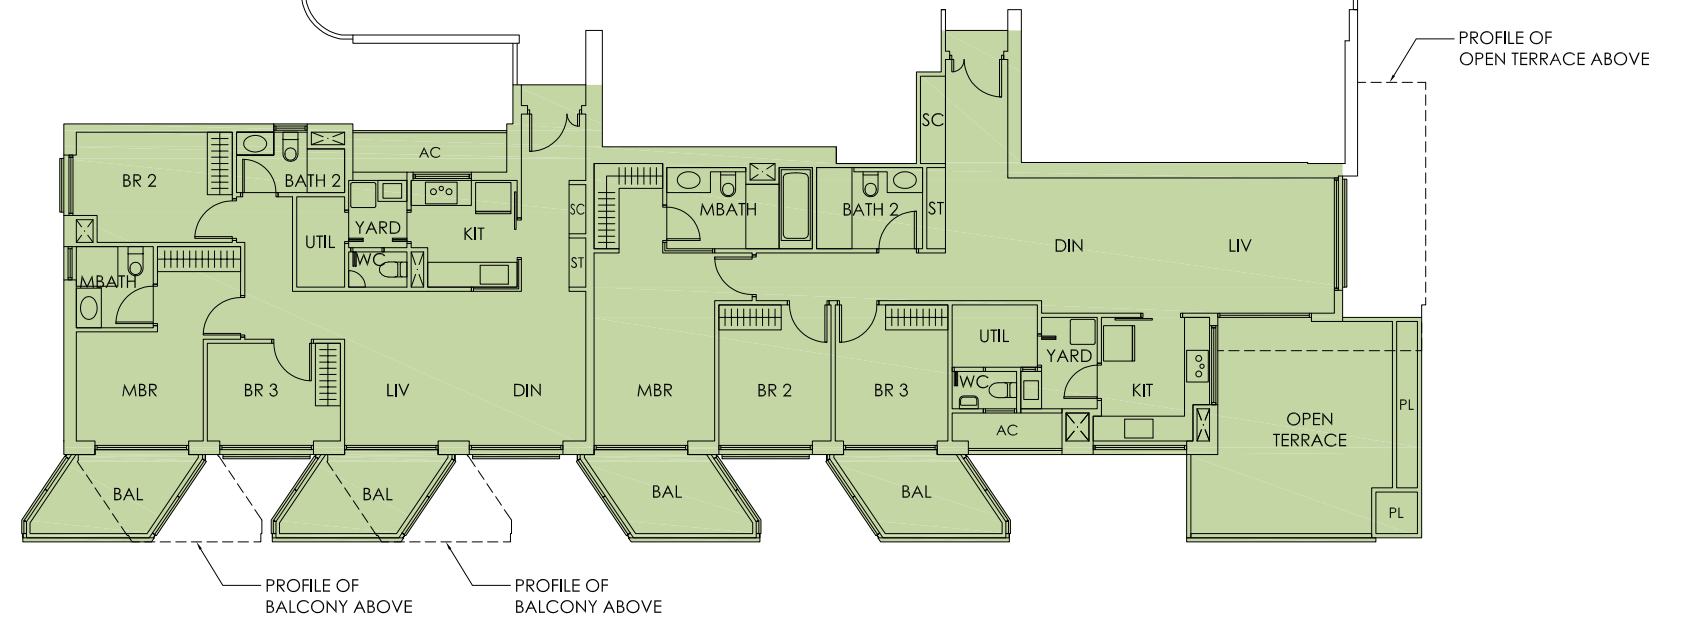 PROFILE OF
OPEN TERRACE ABOVE
SC
AC
BR 2
BATH 2
SC
MBATH
BATH 2
ST
YARD
KIT
UTIL
DIN
LIV
WC
ST
MBATH
UTIL
YARD
WC
MBR
BR 3
LIV
DIN
MBR
BR 2
BR 3
KIT
PL
OPEN
TERRACE
AC
BAL
BAL
BAL
BAL
PL
PROFILE OF
BALCONY ABOVE
PROFILE OF
BALCONY ABOVE